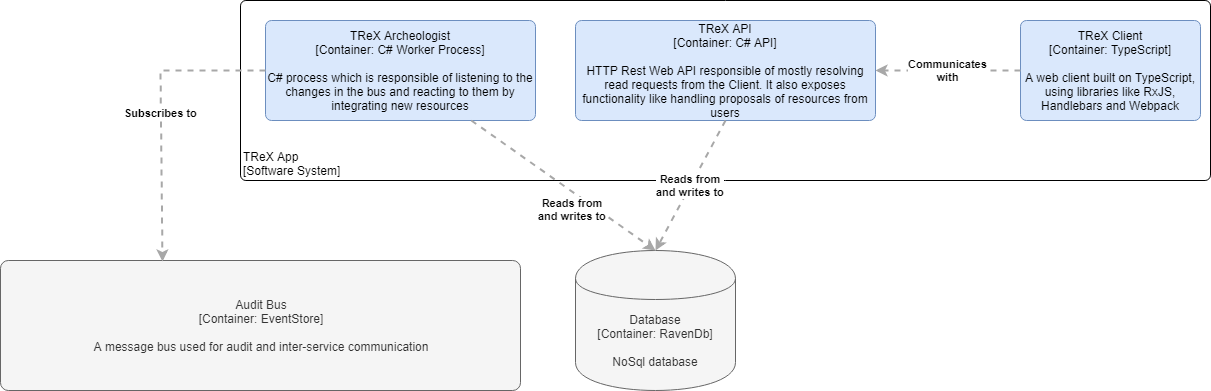 TReX Archeologist
[Container: C# Worker Process]
C# process which is responsible of listening to the
changes in the bus and reacting to them by
integrating new resources
TReX API
[Container: C# API]
HTTP Rest Web API responsible of mostly resolving
read requests from the Client. It also exposes
functionality like handling proposals of resources from
users
Communicates
with
TReX Client
[Container: TypeScript]
A web client built on TypeScript,
using libraries like RxJS,
Handlebars and Webpack
Subscribes to
TReX App
[Software System]
Reads from
and writes to
Reads from
and writes to
Audit Bus
[Container: EventStore]
A message bus used for audit and inter-service communication
Database
[Container: RavenDb]
NoSql database